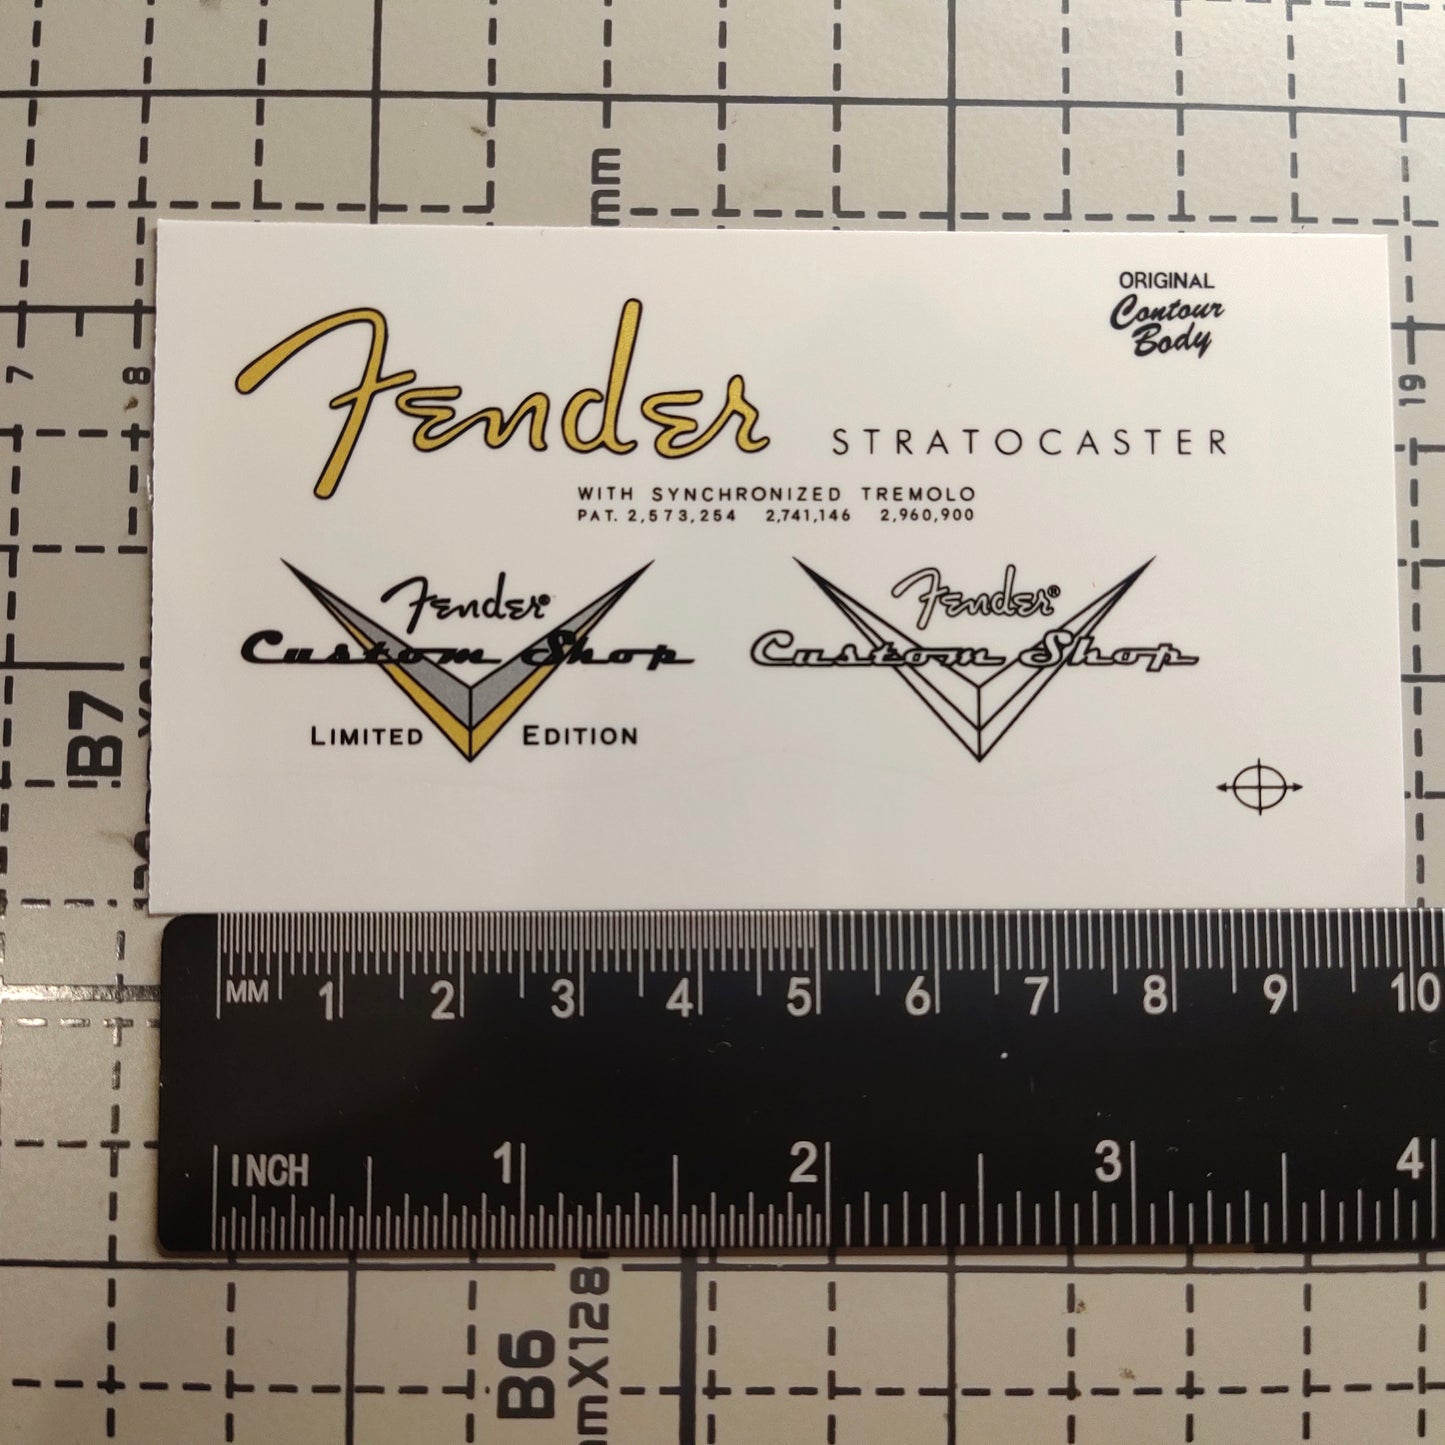 mm
7
8
19
ORIGINAL
Contour
Body
Fender STRATOCASTER
WITH SYNCHRONIZED TREMOLO
PAT. 2,573,254 2,741,146 2,960,900
Fender®
Custom Shop
LIMITED EDITION
Fender®
Custom Shop
B7
MM 1 2 3 4 5 6 7 8 9 10
INCH 1 2 3 4
B6
mmX128